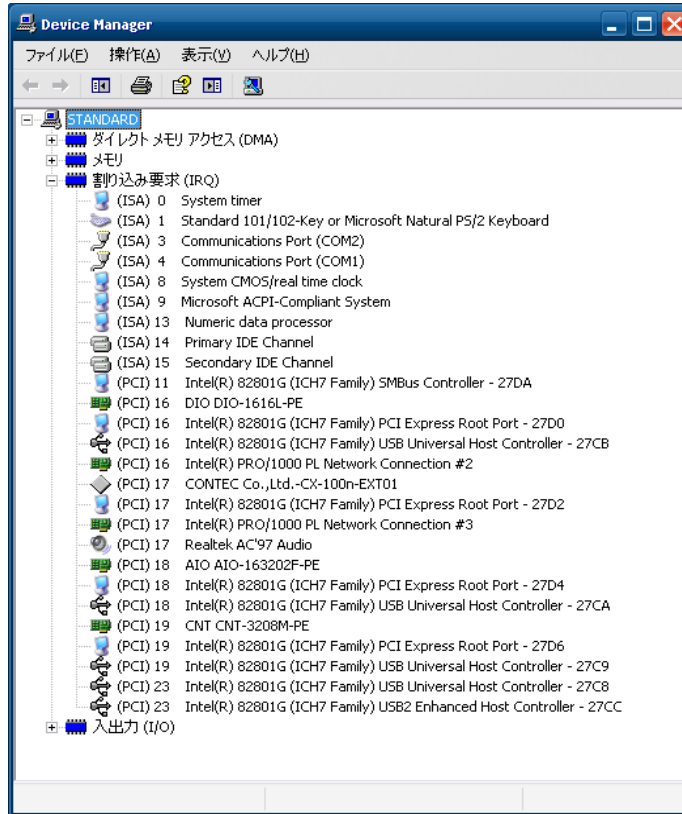 Device Manager
ファイル(F) 操作(A) 表示(V) ヘルプ(H)
STANDARD
ダイレクト メモリ アクセス (DMA)
メモリ
割り込み要求 (IRQ)
(ISA) 0 System timer
(ISA) 1 Standard 101/102-Key or Microsoft Natural PS/2 Keyboard
(ISA) 3 Communications Port (COM2)
(ISA) 4 Communications Port (COM1)
(ISA) 8 System CMOS/real time clock
(ISA) 9 Microsoft ACPI-Compliant System
(ISA) 13 Numeric data processor
(ISA) 14 Primary IDE Channel
(ISA) 15 Secondary IDE Channel
(PCI) 11 Intel(R) 82801G (ICH7 Family) SMBus Controller - 27DA
(PCI) 16 DIO DIO-1616L-PE
(PCI) 16 Intel(R) 82801G (ICH7 Family) PCI Express Root Port - 27D0
(PCI) 16 Intel(R) 82801G (ICH7 Family) USB Universal Host Controller - 27CB
(PCI) 16 Intel(R) PRO/1000 PL Network Connection #2
(PCI) 17 CONTEC Co.,Ltd.-CX-100n-EXT01
(PCI) 17 Intel(R) 82801G (ICH7 Family) PCI Express Root Port - 27D2
(PCI) 17 Intel(R) PRO/1000 PL Network Connection #3
(PCI) 17 Realtek AC'97 Audio
(PCI) 18 AIO AIO-163202F-PE
(PCI) 18 Intel(R) 82801G (ICH7 Family) PCI Express Root Port - 27D4
(PCI) 18 Intel(R) 82801G (ICH7 Family) USB Universal Host Controller - 27CA
(PCI) 19 CNT CNT-3208M-PE
(PCI) 19 Intel(R) 82801G (ICH7 Family) PCI Express Root Port - 27D6
(PCI) 19 Intel(R) 82801G (ICH7 Family) USB Universal Host Controller - 27C9
(PCI) 23 Intel(R) 82801G (ICH7 Family) USB Universal Host Controller - 27C8
(PCI) 23 Intel(R) 82801G (ICH7 Family) USB2 Enhanced Host Controller - 27CC
入出力 (I/O)